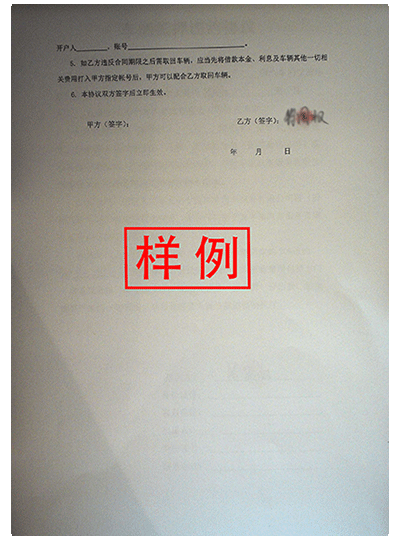 开户人________、账号____________________。
5. 如乙方违反合同期限之后需取回车辆，应当先将借款本金、利息及车辆其他一切相
关费用打入甲方指定帐号后，甲方可以配合乙方取回车辆。
6. 本协议双方签字后立即生效。
甲方（签字）： 乙方（签字）：
年 月 日
样例